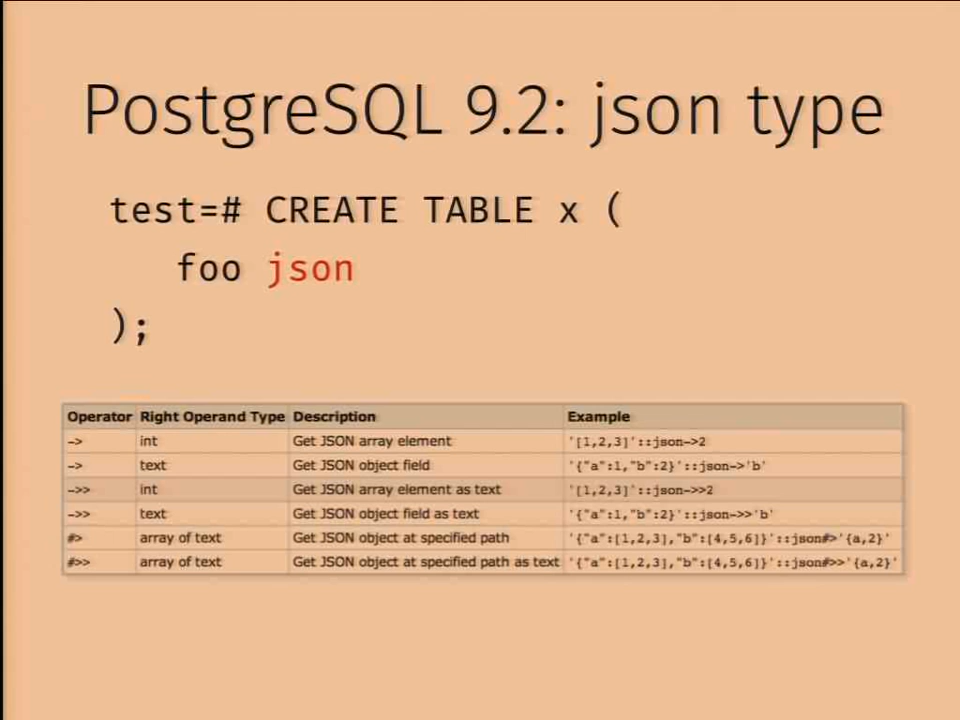 PostgreSQL 9.2: json type
test=# CREATE TABLE x (
foo json
);
Operator Right Operand Type Description Example
-> int Get JSON array element '[1,2,3]'::json->2
-> text Get JSON object field '{"a":1,"b":2}'::json->'b'
->> int Get JSON array element as text '[1,2,3]'::json->>2
->> text Get JSON object field as text '{"a":1,"b":2}'::json->>'b'
#> array of text Get JSON object at specified path '{"a":[1,2,3],"b":[4,5,6]}'::json#>'{a,2}'
#>> array of text Get JSON object at specified path as text '{"a":[1,2,3],"b":[4,5,6]}'::json#>>'{a,2}'